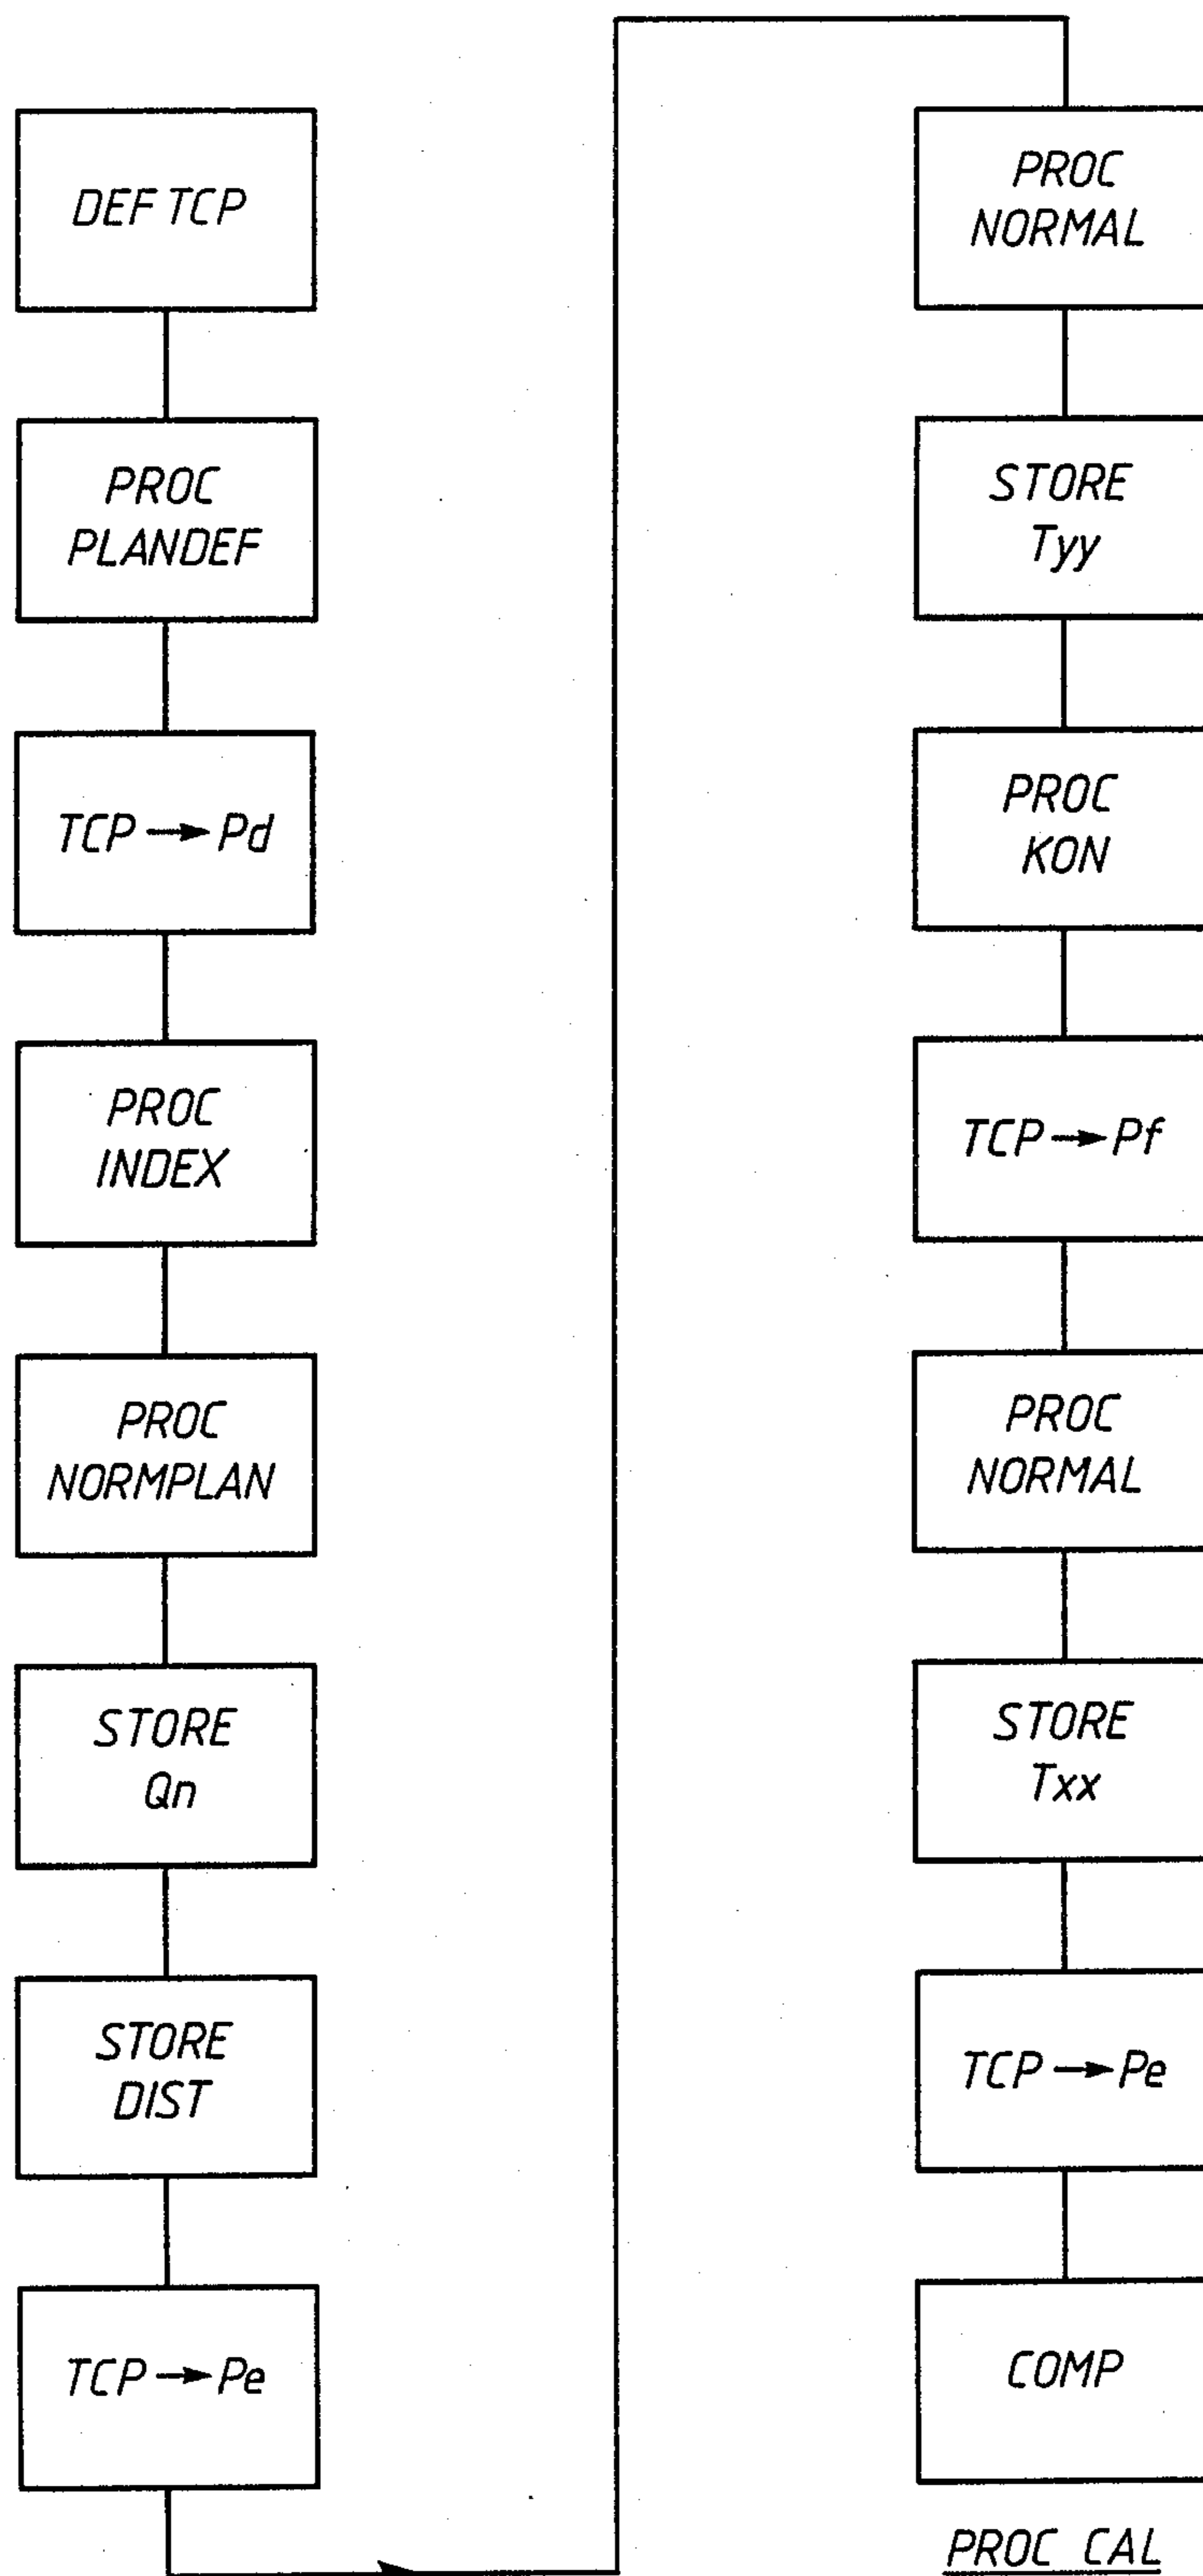 DEF TCP
PROC
PLANDEF
TCP → Pd
PROC
INDEX
PROC
NORMPLAN
STORE
Qn
STORE
DIST
TCP → Pe
PROC
NORMAL
STORE
Tyy
PROC
KON
TCP → Pf
PROC
NORMAL
STORE
Txx
TCP → Pe
COMP
PROC CAL